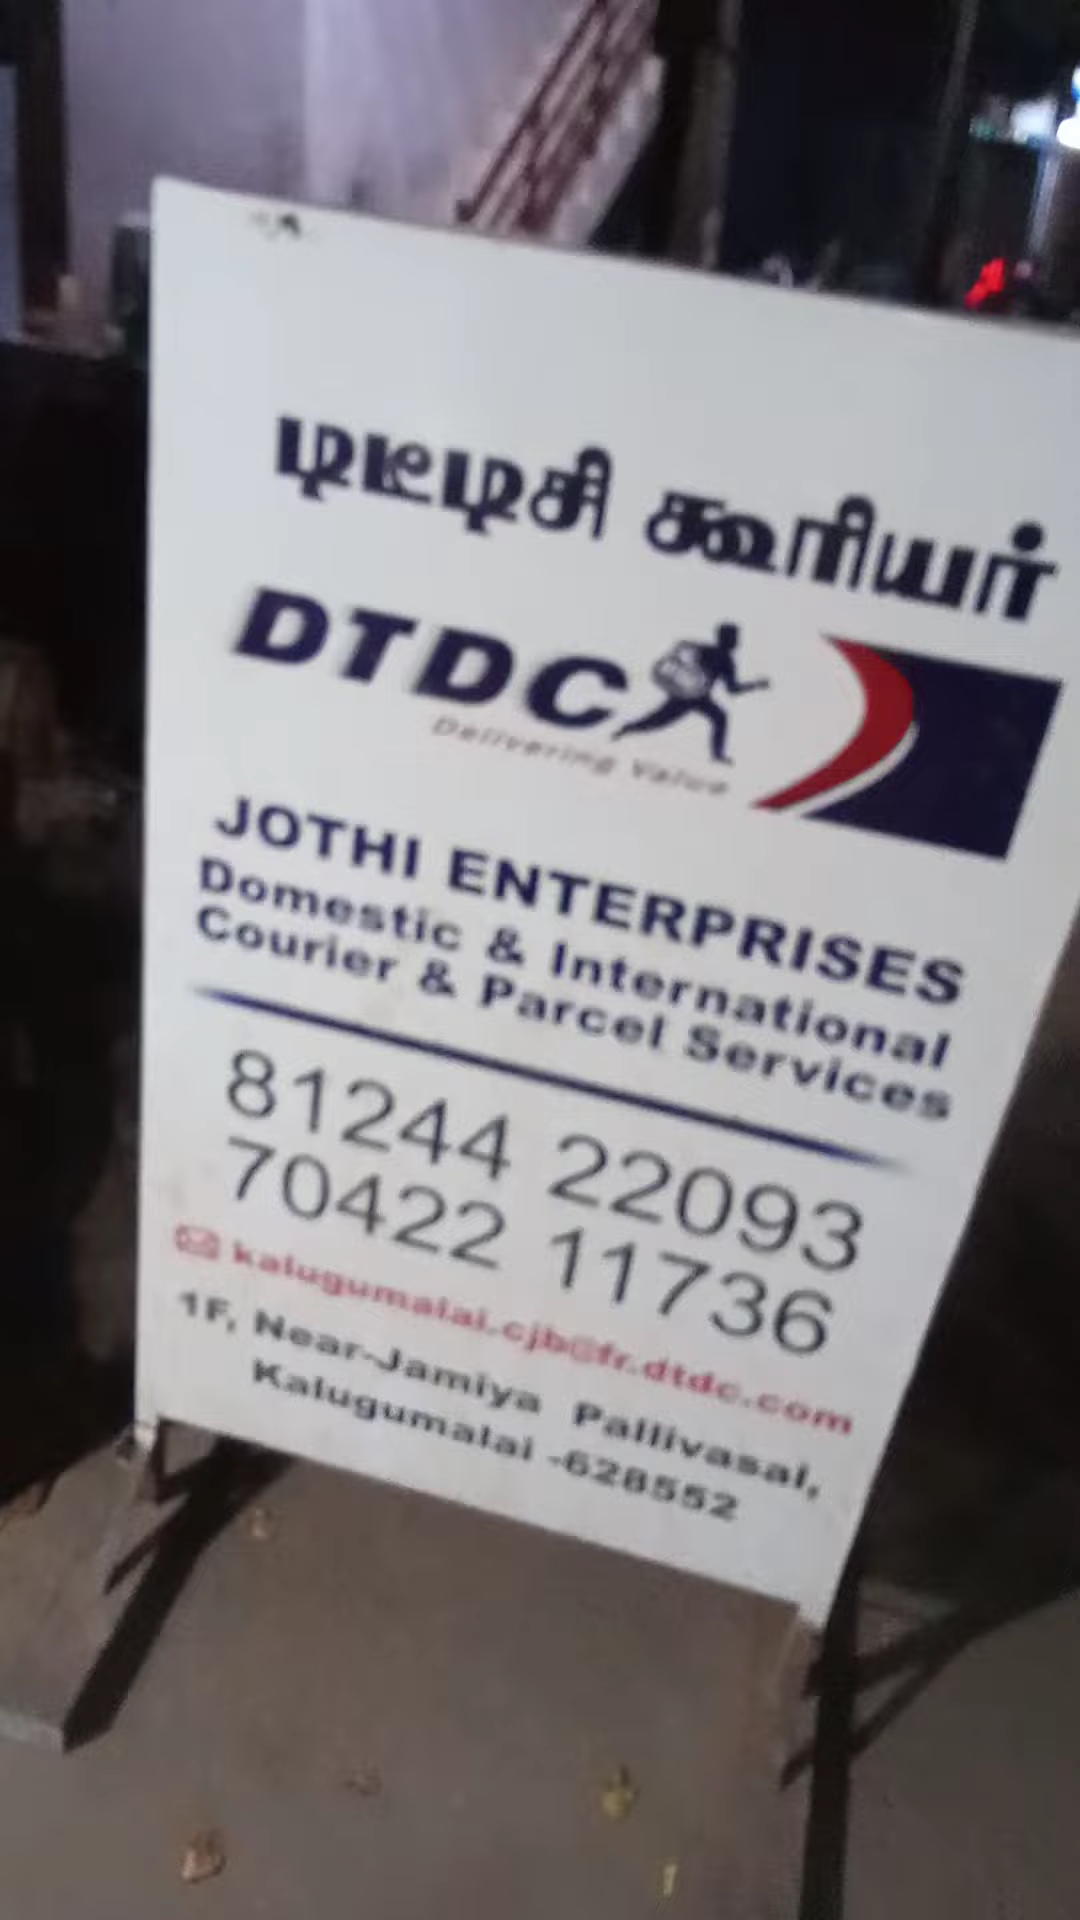 டிடிடிசி கூரியர்
DTDC
Delivering Value
JOTHI ENTERPRISES
Domestic & International
Courier & Parcel Services
81244 22093
70422 11736
kalugumalai.cjb@fr.dtdc.com
1F, Near-Jamiya Pallivasal,
Kalugumalai -628552